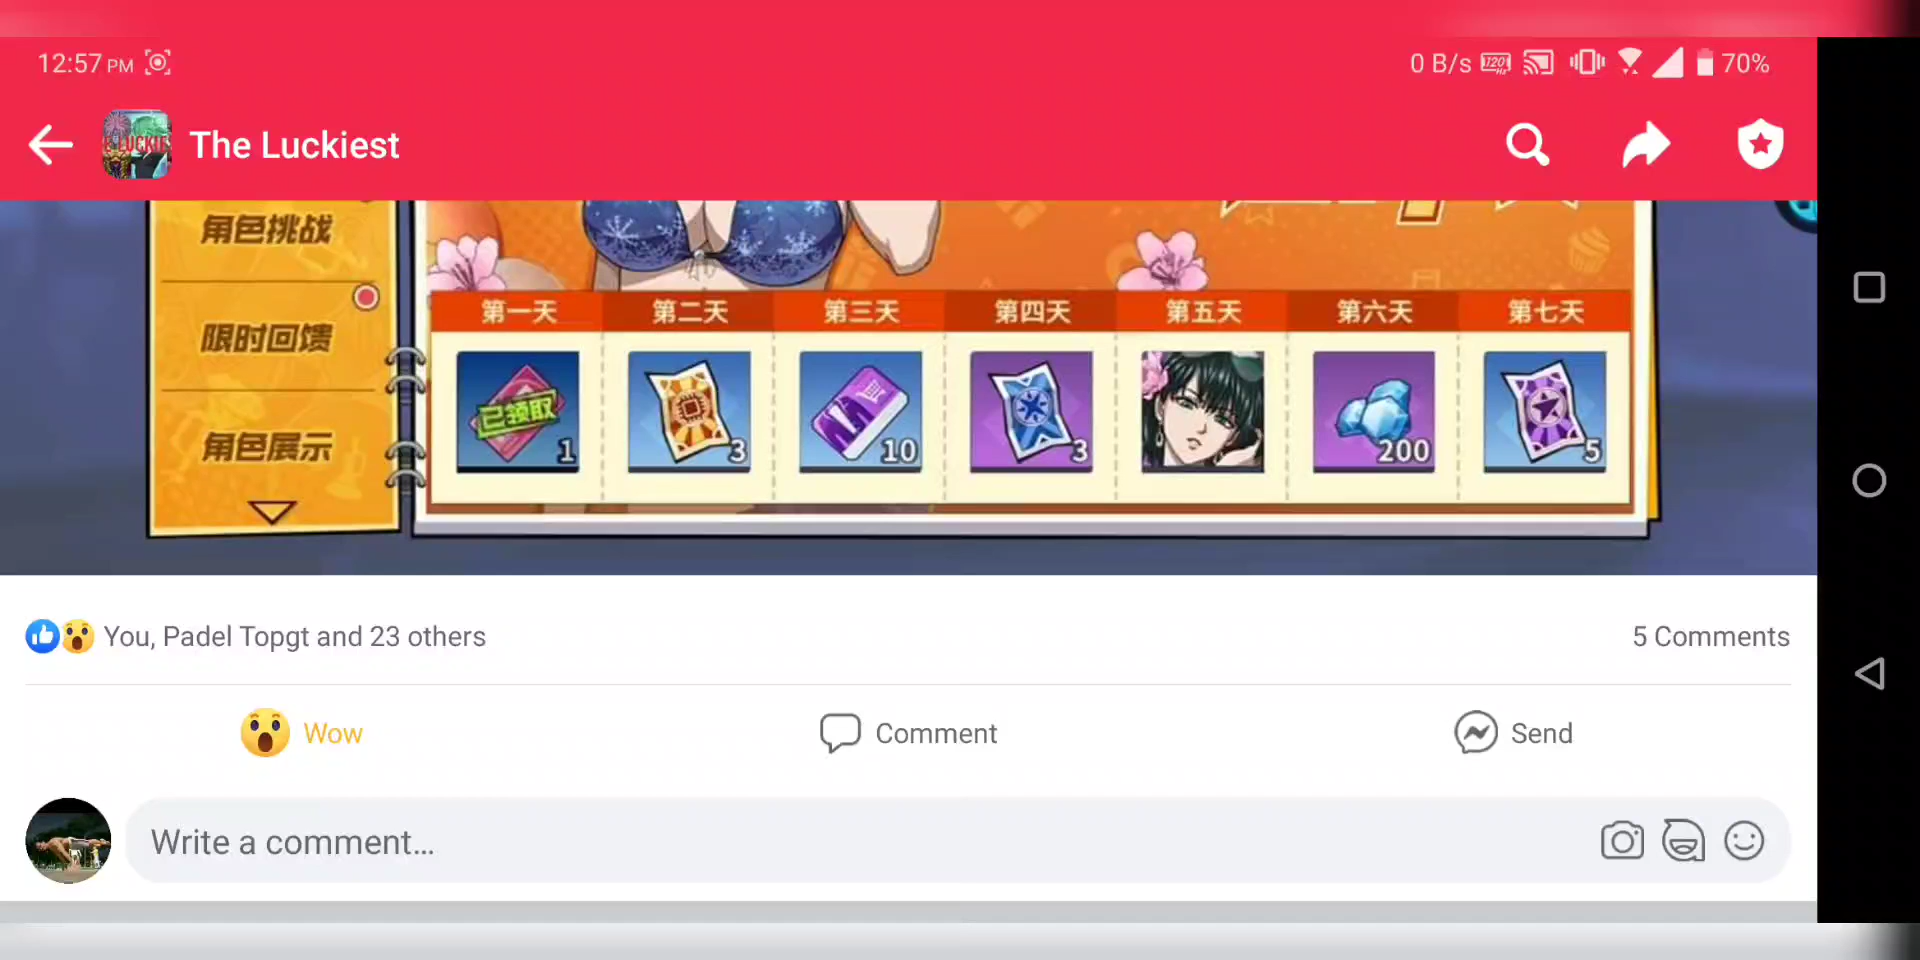 12:57 PM
0 B/s 120 Hz 70%
The Luckiest
角色挑战
限时回馈
角色展示
第一天 第二天 第三天 第四天 第五天 第六天 第七天
已领取
1 3 10 3 200 5
You, Padel Topgt and 23 others
5 Comments
Wow
Comment
Send
Write a comment...